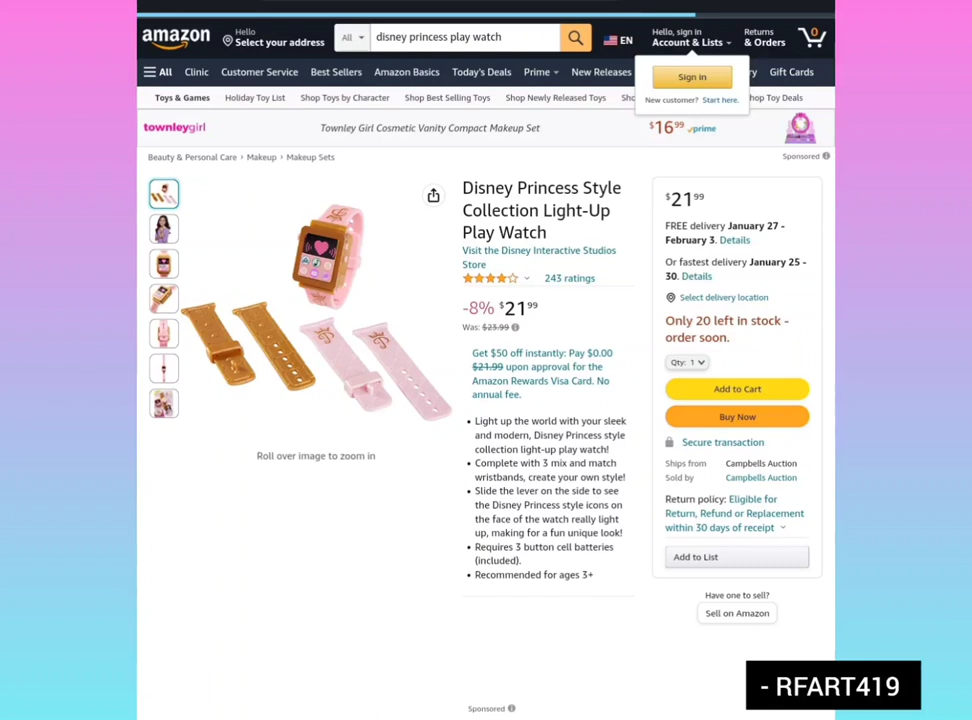 amazon
Hello
Select your address
All
disney princess play watch
EN
Hello, sign in
Account & Lists
Returns
& Orders
0
All
Clinic
Customer Service
Best Sellers
Amazon Basics
Today's Deals
Prime
New Releases
Gift Cards
Sign in
New customer? Start here.
Toys & Games
Holiday Toy List
Shop Toys by Character
Shop Best Selling Toys
Shop Newly Released Toys
hop Toy Deals
townleygirl
Townley Girl Cosmetic Vanity Compact Makeup Set
$16.99 prime
Beauty & Personal Care › Makeup › Makeup Sets
Sponsored
Disney Princess Style
Collection Light-Up
Play Watch
Visit the Disney Interactive Studios
Store
243 ratings
-8% $21.99
Was: $23.99
Get $50 off instantly: Pay $0.00
$21.99 upon approval for the
Amazon Rewards Visa Card. No
annual fee.
• Light up the world with your sleek
and modern, Disney Princess style
collection light-up play watch!
• Complete with 3 mix and match
wristbands, create your own style!
• Slide the lever on the side to see
the Disney Princess style icons on
the face of the watch really light
up, making for a fun unique look!
• Requires 3 button cell batteries
(included).
• Recommended for ages 3+
Roll over image to zoom in
$21.99
FREE delivery January 27 -
February 3. Details
Or fastest delivery January 25 -
30. Details
Select delivery location
Only 20 left in stock -
order soon.
Qty: 1
Add to Cart
Buy Now
Secure transaction
Ships from Campbells Auction
Sold by Campbells Auction
Return policy: Eligible for
Return, Refund or Replacement
within 30 days of receipt
Add to List
Have one to sell?
Sell on Amazon
Sponsored
- RFART419